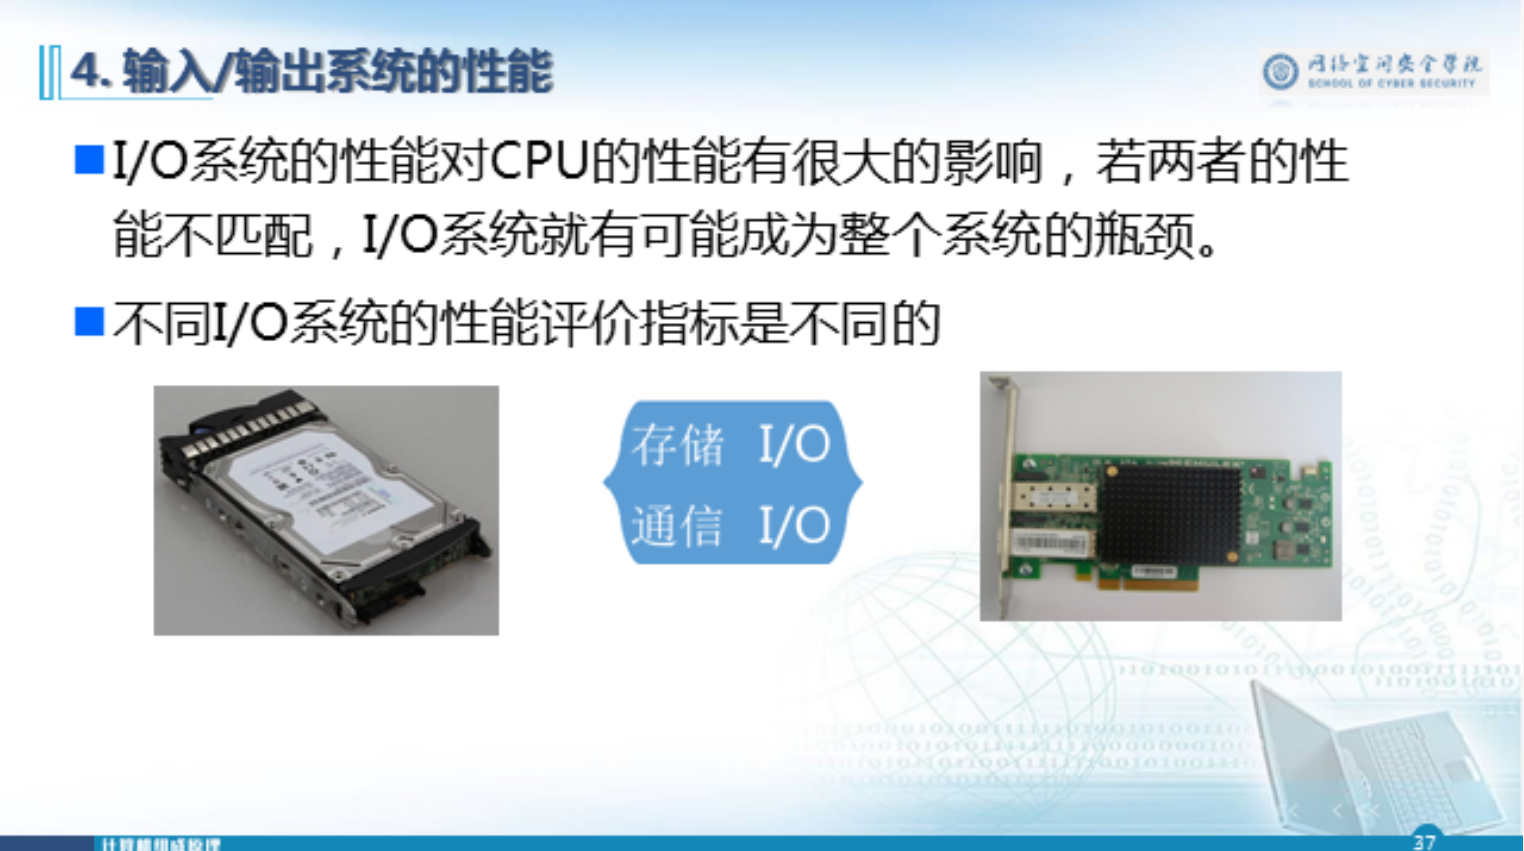 4. 输入/输出系统的性能
网络空间安全学院
SCHOOL OF CYBER SECURITY
■I/O系统的性能对CPU的性能有很大的影响，若两者的性
能不匹配，I/O系统就有可能成为整个系统的瓶颈。
■不同I/O系统的性能评价指标是不同的
存储 I/O
通信 I/O
计算机组成原理
37